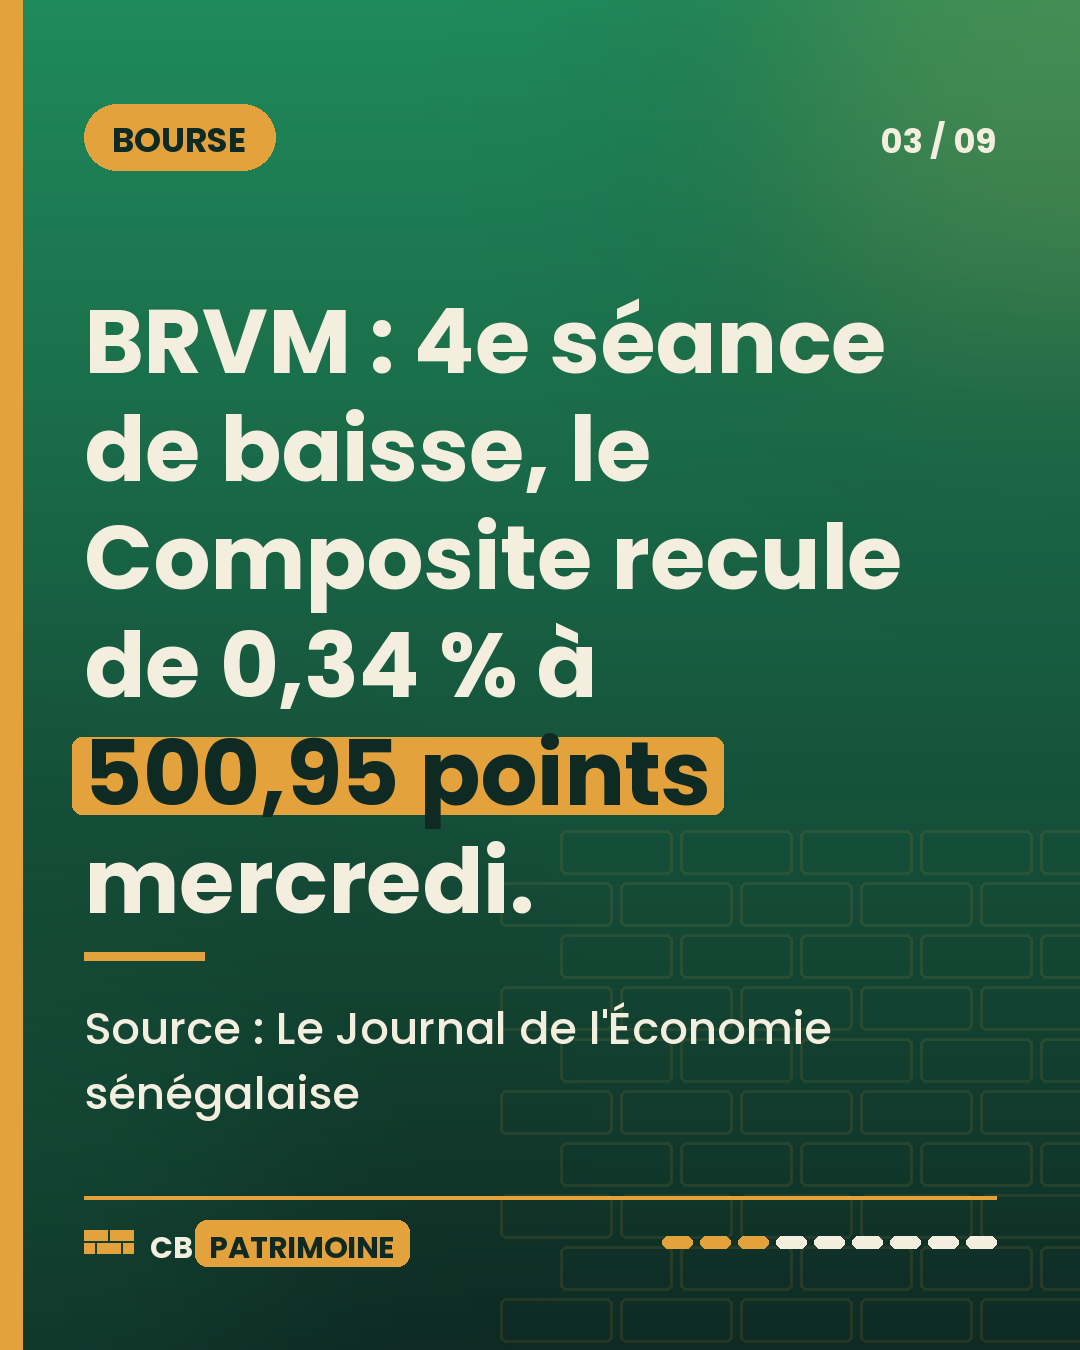 BOURSE
03 / 09
BRVM : 4e séance
de baisse, le
Composite recule
de 0,34 % à
500,95 points
mercredi.
Source : Le Journal de l'Économie
sénégalaise
CB PATRIMOINE